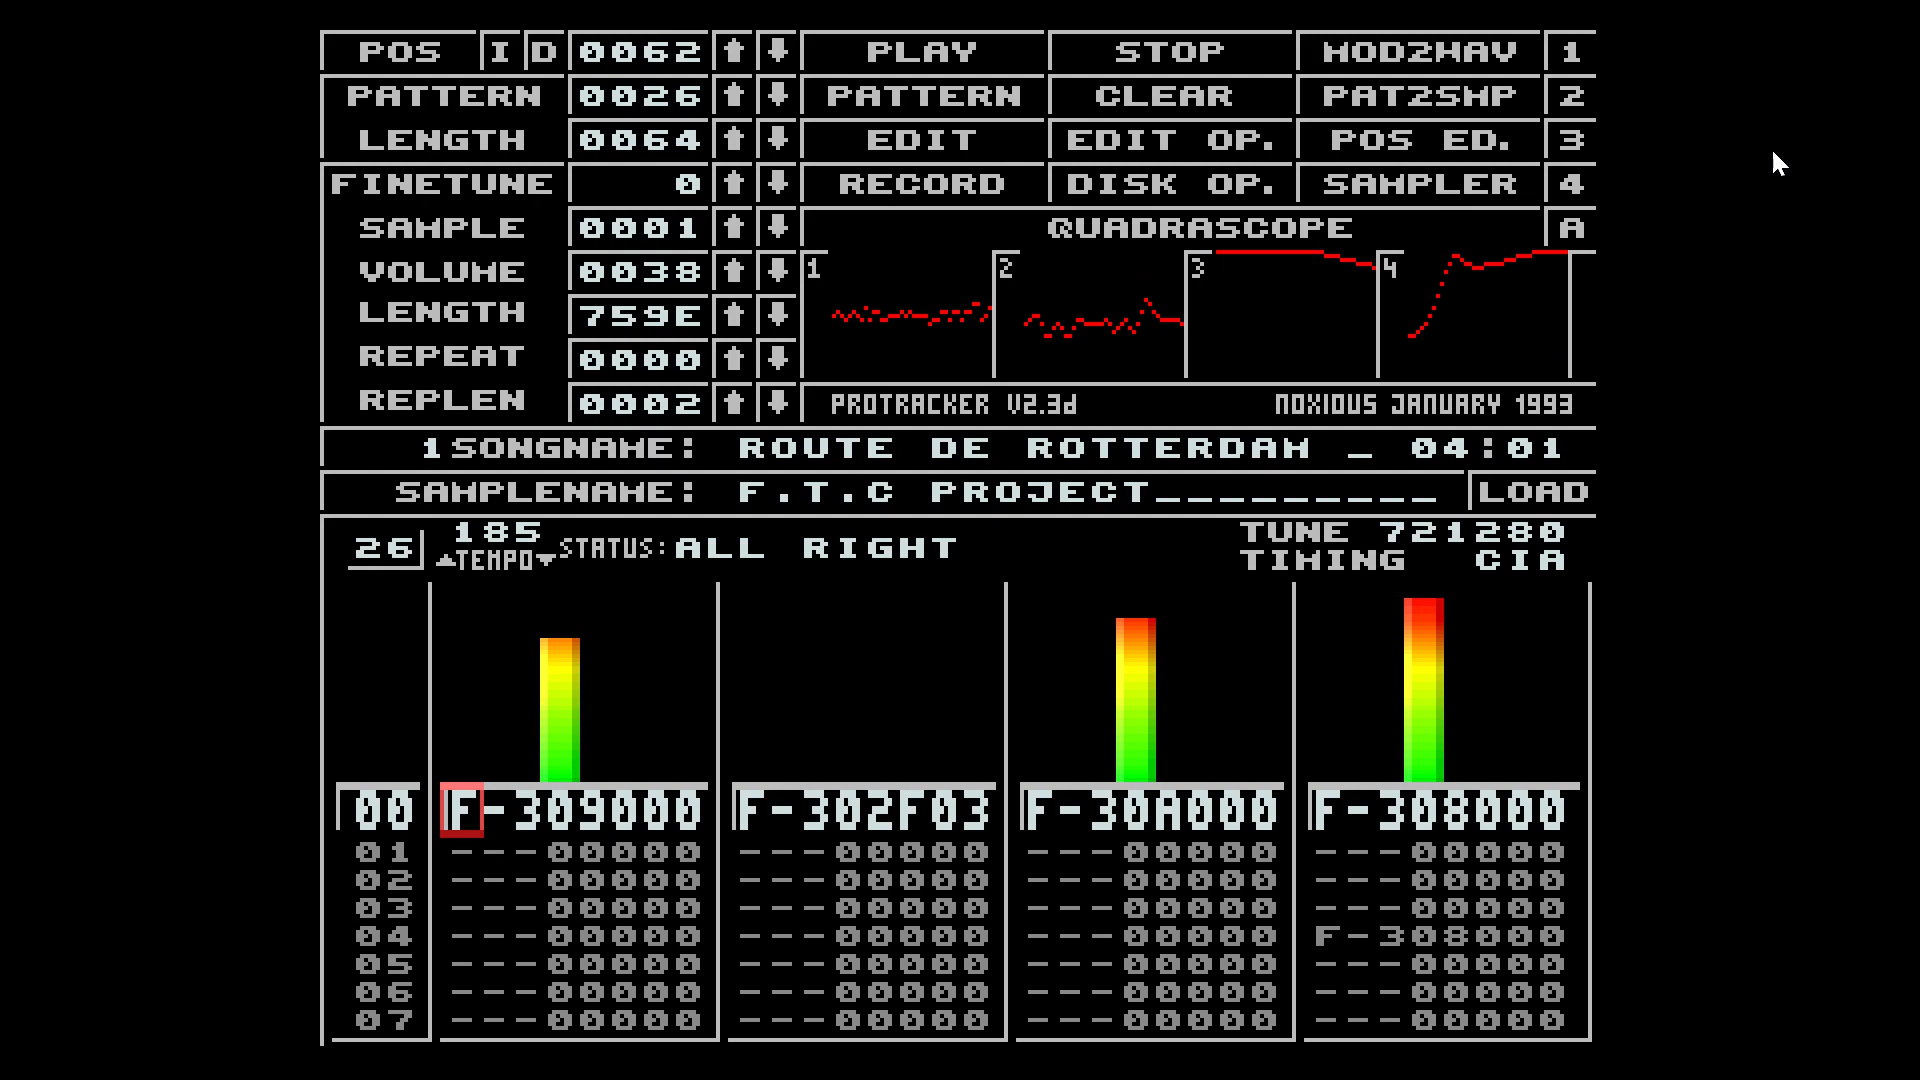 POS I D 0062 PLAY STOP MOD2WAV 1
PATTERN 0026 PATTERN CLEAR PAT2SMP 2
LENGTH 0064 EDIT EDIT OP. POS ED. 3
FINETUNE 0 RECORD DISK OP. SAMPLER 4
SAMPLE 0001 QUADRASCOPE A
VOLUME 0038 1 2 3 4
LENGTH 759E
REPEAT 0000
REPLEN 0002 PROTRACKER V2.3d NOXIOUS JANUARY 1993
1 SONGNAME: ROUTE DE ROTTERDAM _ 04:01
SAMPLENAME: F.T.C PROJECT_________ LOAD
26 185 TEMPO STATUS: ALL RIGHT TUNE 721280
TIMING CIA
00 F-309000 F-302F03 F-30A000 F-308000
01 ---00000 ---00000 ---00000 ---00000
02 ---00000 ---00000 ---00000 ---00000
03 ---00000 ---00000 ---00000 ---00000
04 ---00000 ---00000 ---00000 F-308000
05 ---00000 ---00000 ---00000 ---00000
06 ---00000 ---00000 ---00000 ---00000
07 ---00000 ---00000 ---00000 ---00000